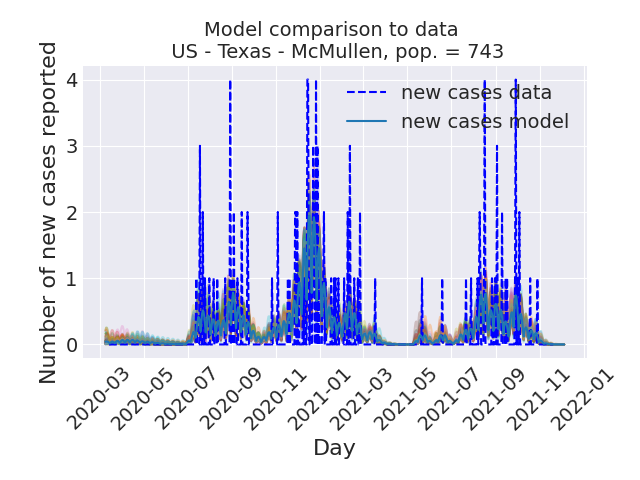 Model comparison to data
US - Texas - McMullen, pop. = 743
Number of new cases reported
4
3
2
1
0
new cases data
new cases model
2020-03
2020-05
2020-07
2020-09
2020-11
2021-01
2021-03
2021-05
2021-07
2021-09
2021-11
2022-01
Day